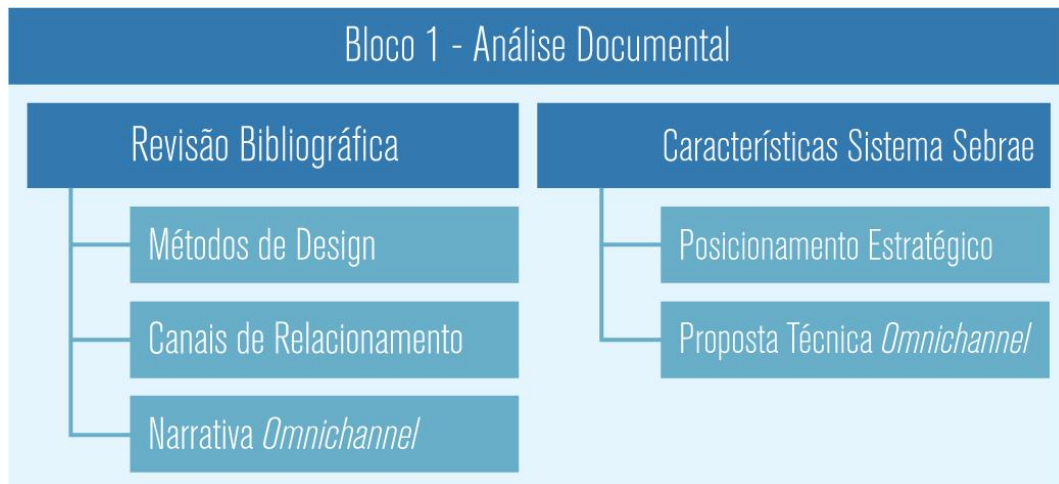 Bloco 1 - Análise Documental
Revisão Bibliográfica
Métodos de Design
Canais de Relacionamento
Narrativa Omnichannel
Características Sistema Sebrae
Posicionamento Estratégico
Proposta Técnica Omnichannel